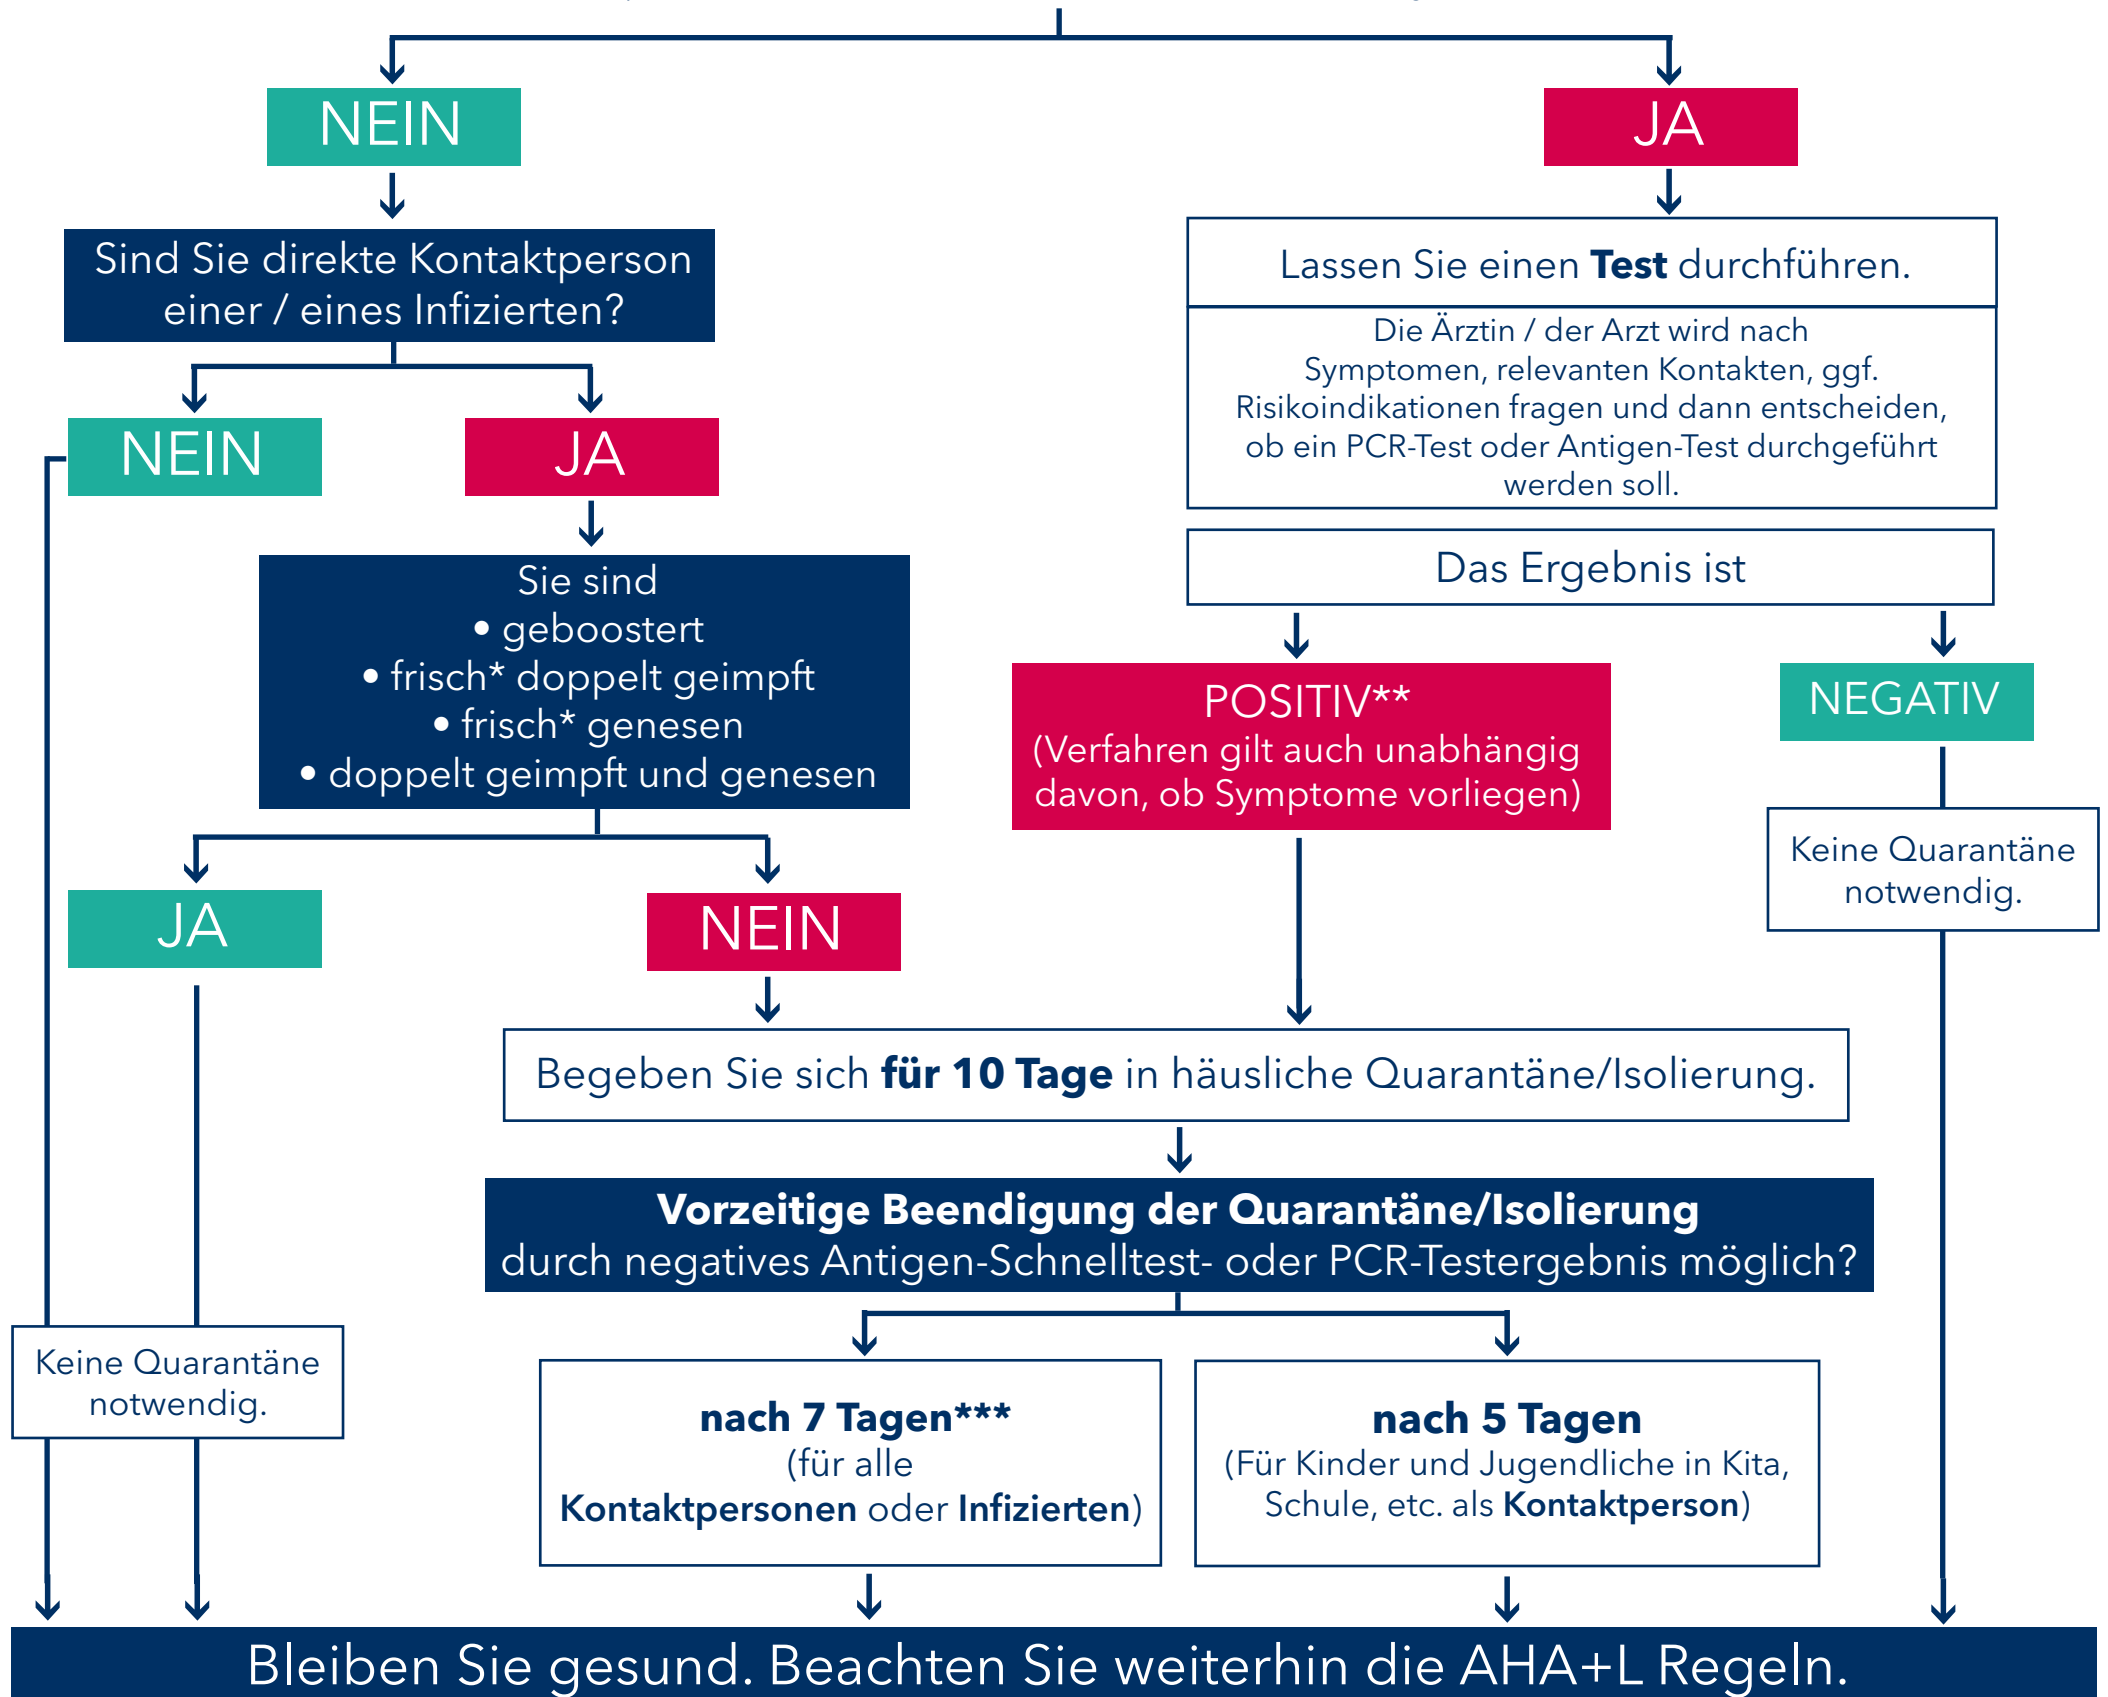 NEIN
JA
Sind Sie direkte Kontaktperson
einer / eines Infizierten?
Lassen Sie einen Test durchführen.
Die Ärztin / der Arzt wird nach
Symptomen, relevanten Kontakten, ggf.
Risikoindikationen fragen und dann entscheiden,
ob ein PCR-Test oder Antigen-Test durchgeführt
werden soll.
NEIN
JA
Das Ergebnis ist
Sie sind
• geboostert
• frisch* doppelt geimpft
• frisch* genesen
• doppelt geimpft und genesen
POSITIV**
(Verfahren gilt auch unabhängig
davon, ob Symptome vorliegen)
NEGATIV
Keine Quarantäne
notwendig.
JA
NEIN
Begeben Sie sich für 10 Tage in häusliche Quarantäne/Isolierung.
Vorzeitige Beendigung der Quarantäne/Isolierung
durch negatives Antigen-Schnelltest- oder PCR-Testergebnis möglich?
Keine Quarantäne
notwendig.
nach 7 Tagen***
(für alle
Kontaktpersonen oder Infizierten)
nach 5 Tagen
(Für Kinder und Jugendliche in Kita,
Schule, etc. als Kontaktperson)
Bleiben Sie gesund. Beachten Sie weiterhin die AHA+L Regeln.